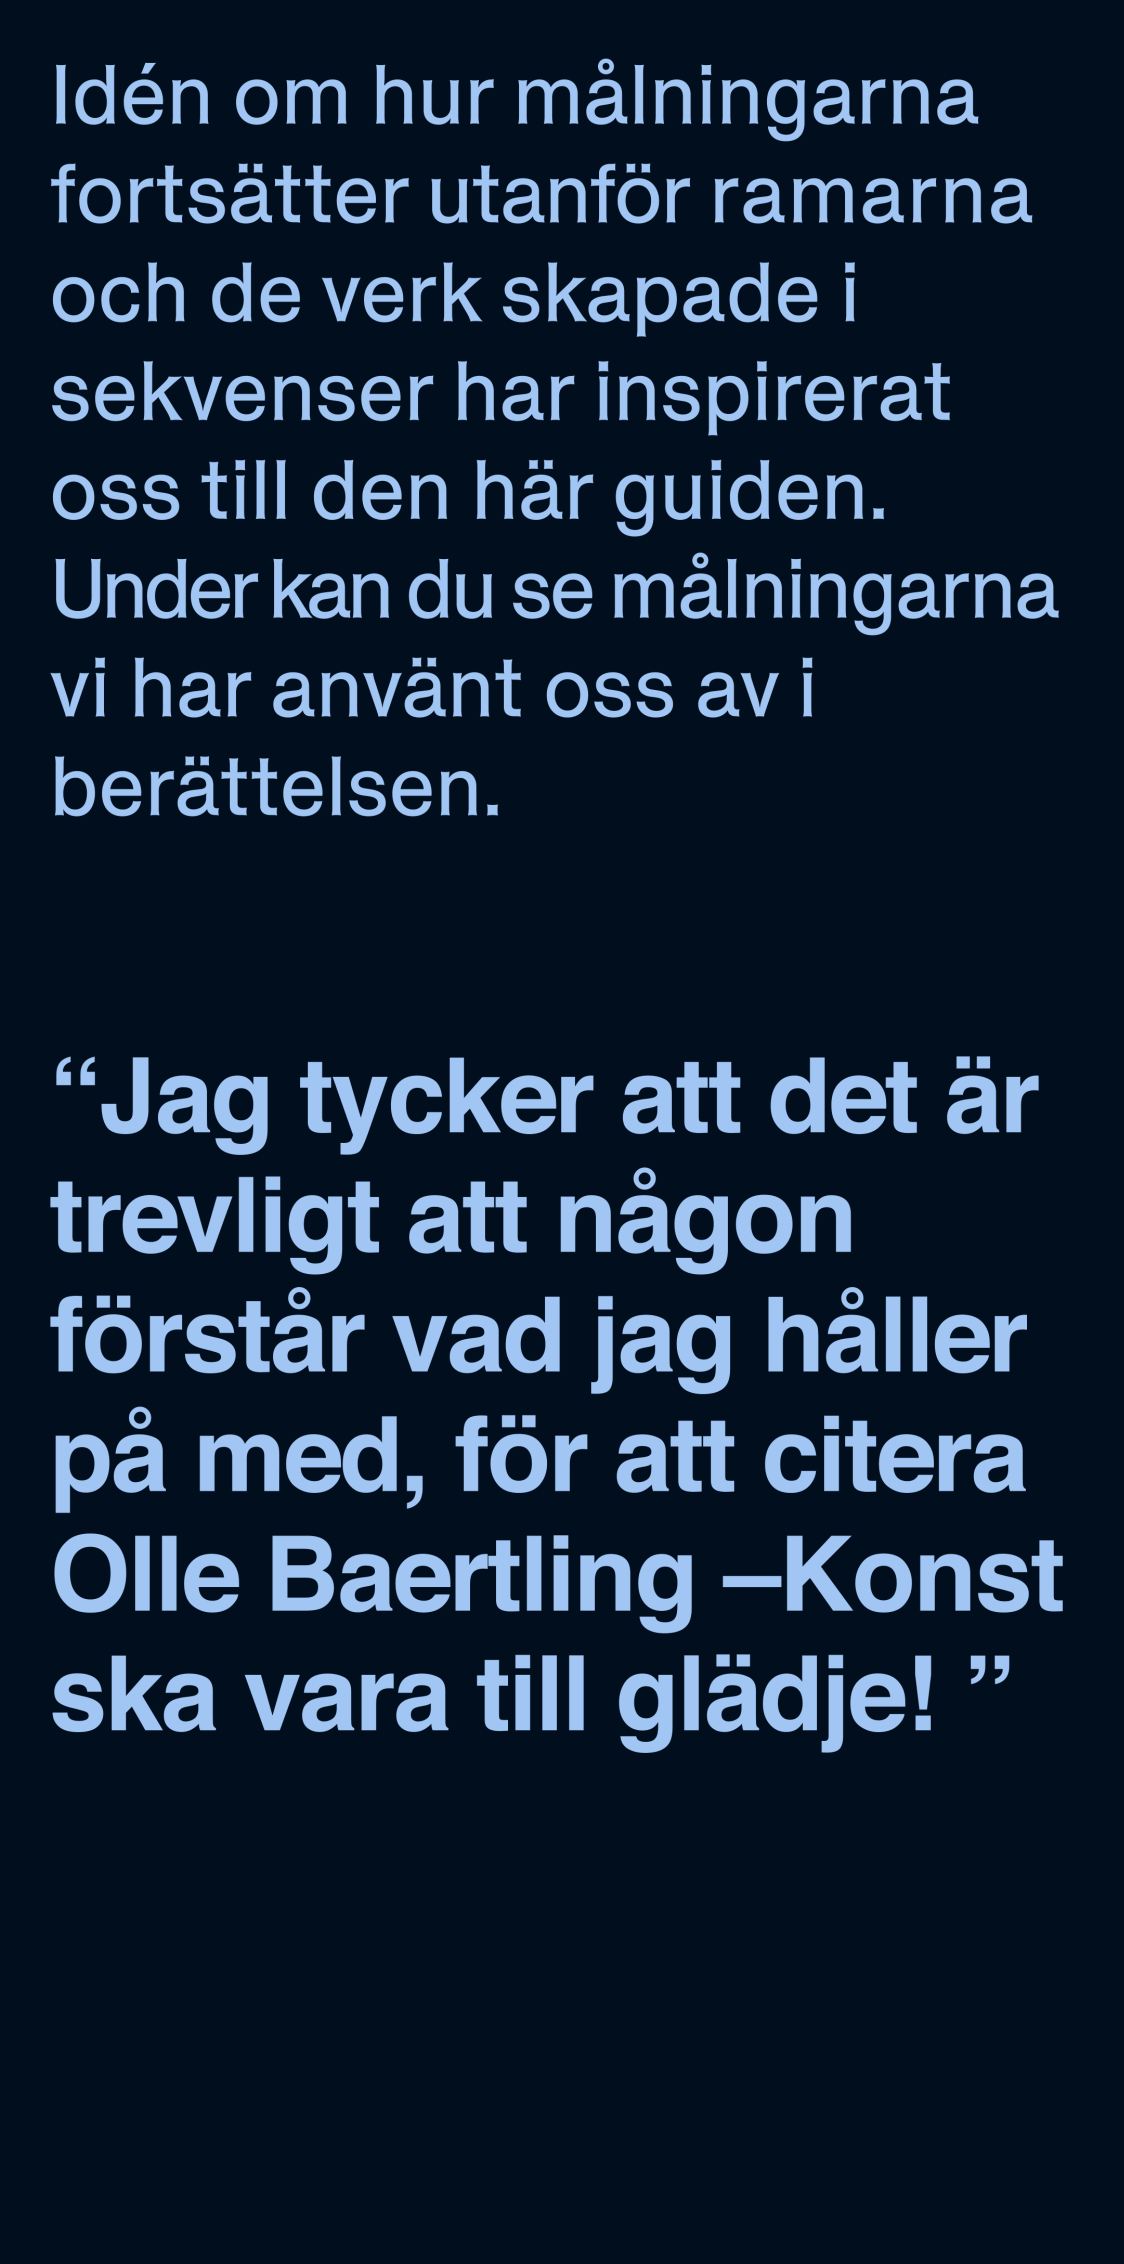 Idén om hur målningarna
fortsätter utanför ramarna
och de verk skapade i
sekvenser har inspirerat
oss till den här guiden.
Under kan du se målningarna
vi har använt oss av i
berättelsen.
“Jag tycker att det är
trevligt att någon
förstår vad jag håller
på med, för att citera
Olle Baertling –Konst
ska vara till glädje! ”